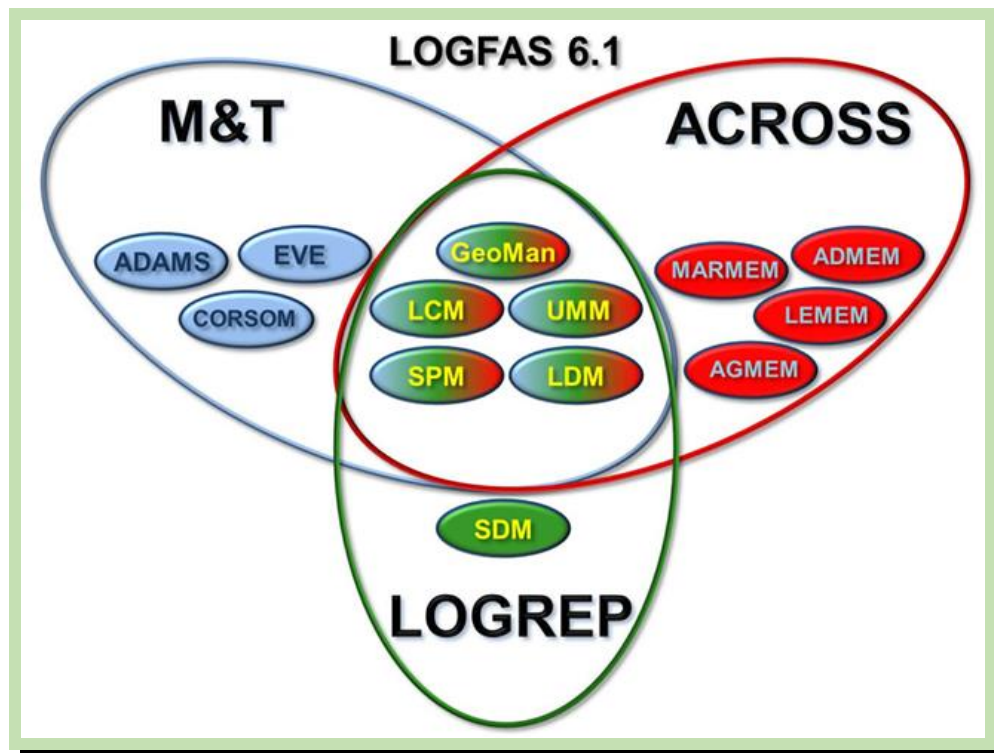 LOGFAS 6.1
M&T
ACROSS
ADAMS
EVE
CORSOM
GeoMan
LCM
UMM
SPM
LDM
MARMEM
ADMEM
LEMEM
AGMEM
SDM
LOGREP